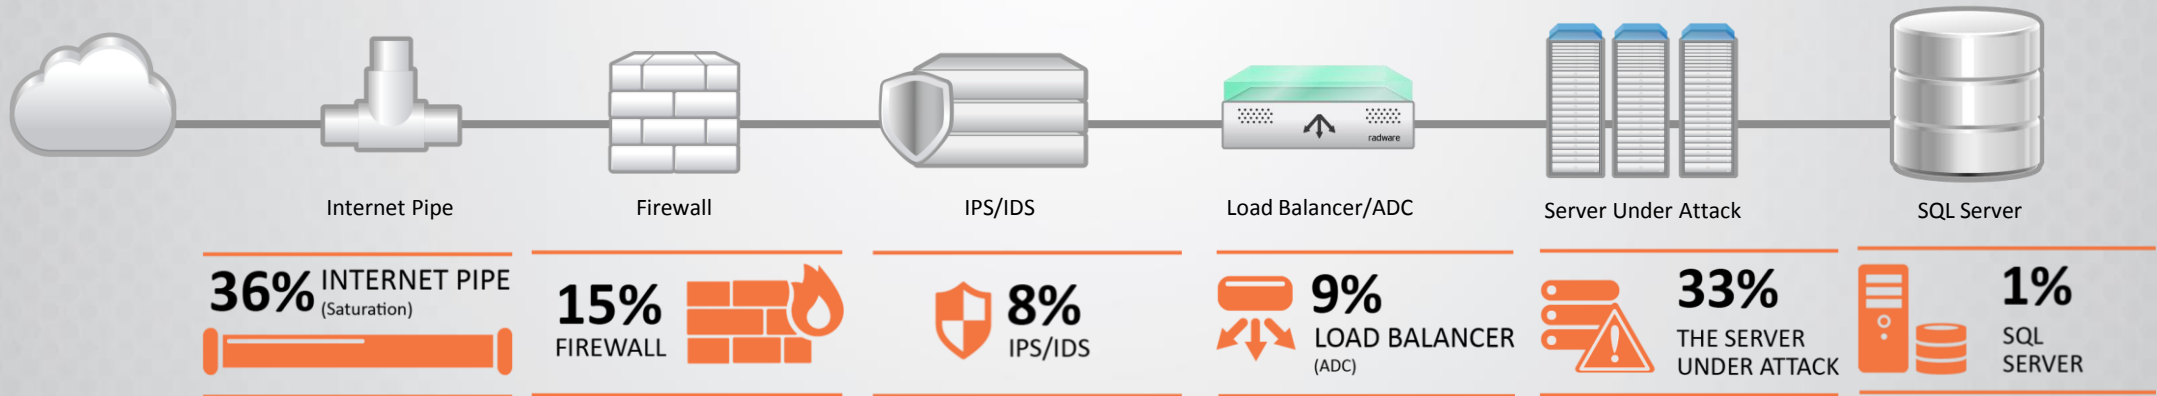 radware
Internet Pipe
Firewall
IPS/IDS
Load Balancer/ADC
Server Under Attack
SQL Server
36% INTERNET PIPE
(Saturation)
15%
FIREWALL
8%
IPS/IDS
9%
LOAD BALANCER
(ADC)
33%
THE SERVER
UNDER ATTACK
1%
SQL
SERVER